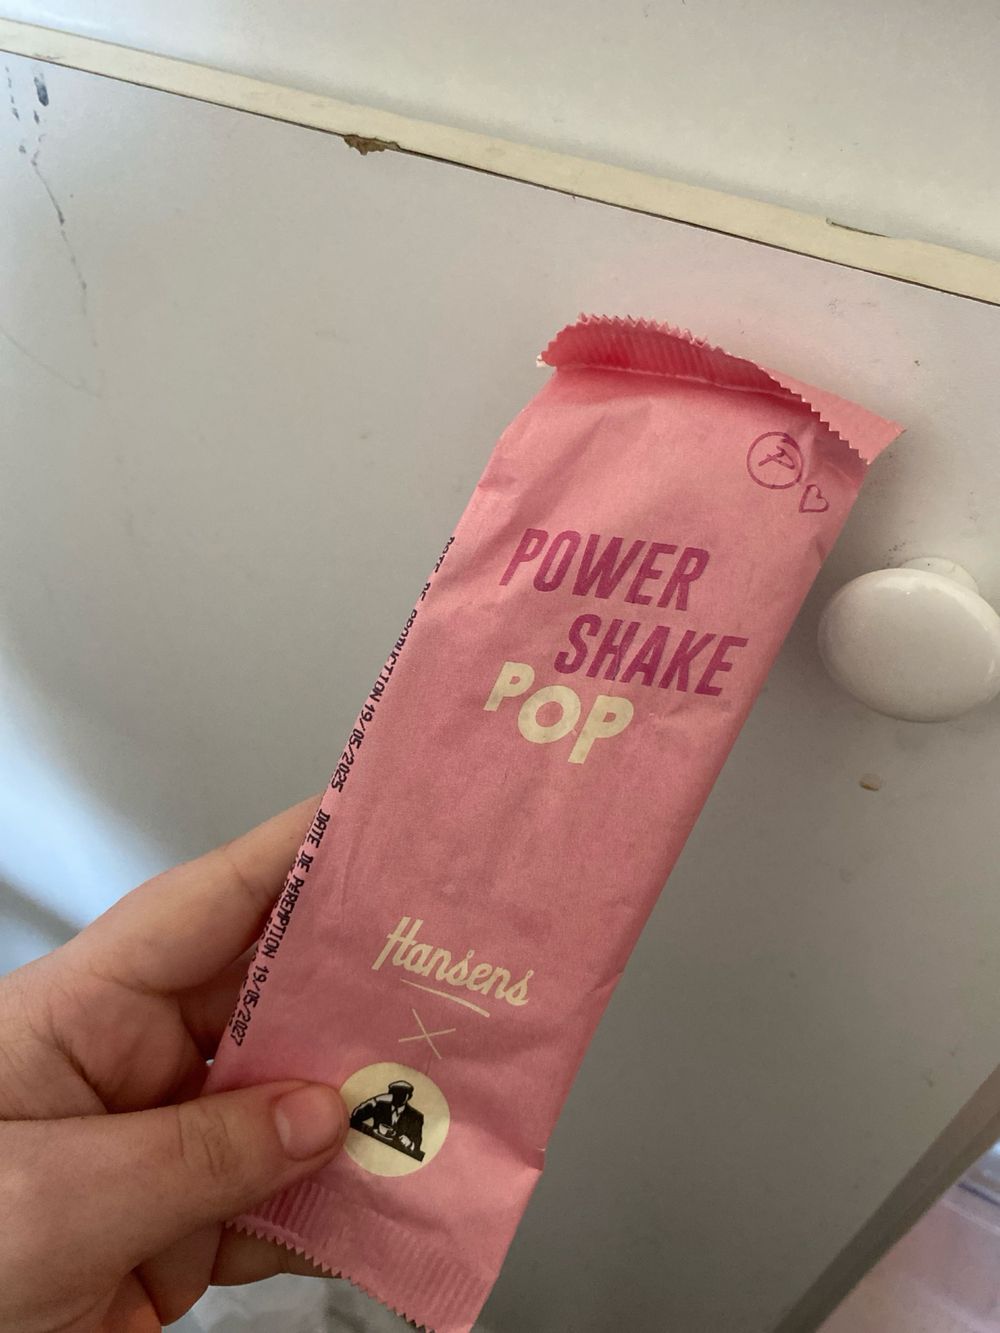 P
POWER
SHAKE
POP
DATE DE PRODUCTION 19/05/2025 DATE DE PEREMPTION 19/05/2027
Hansens
X